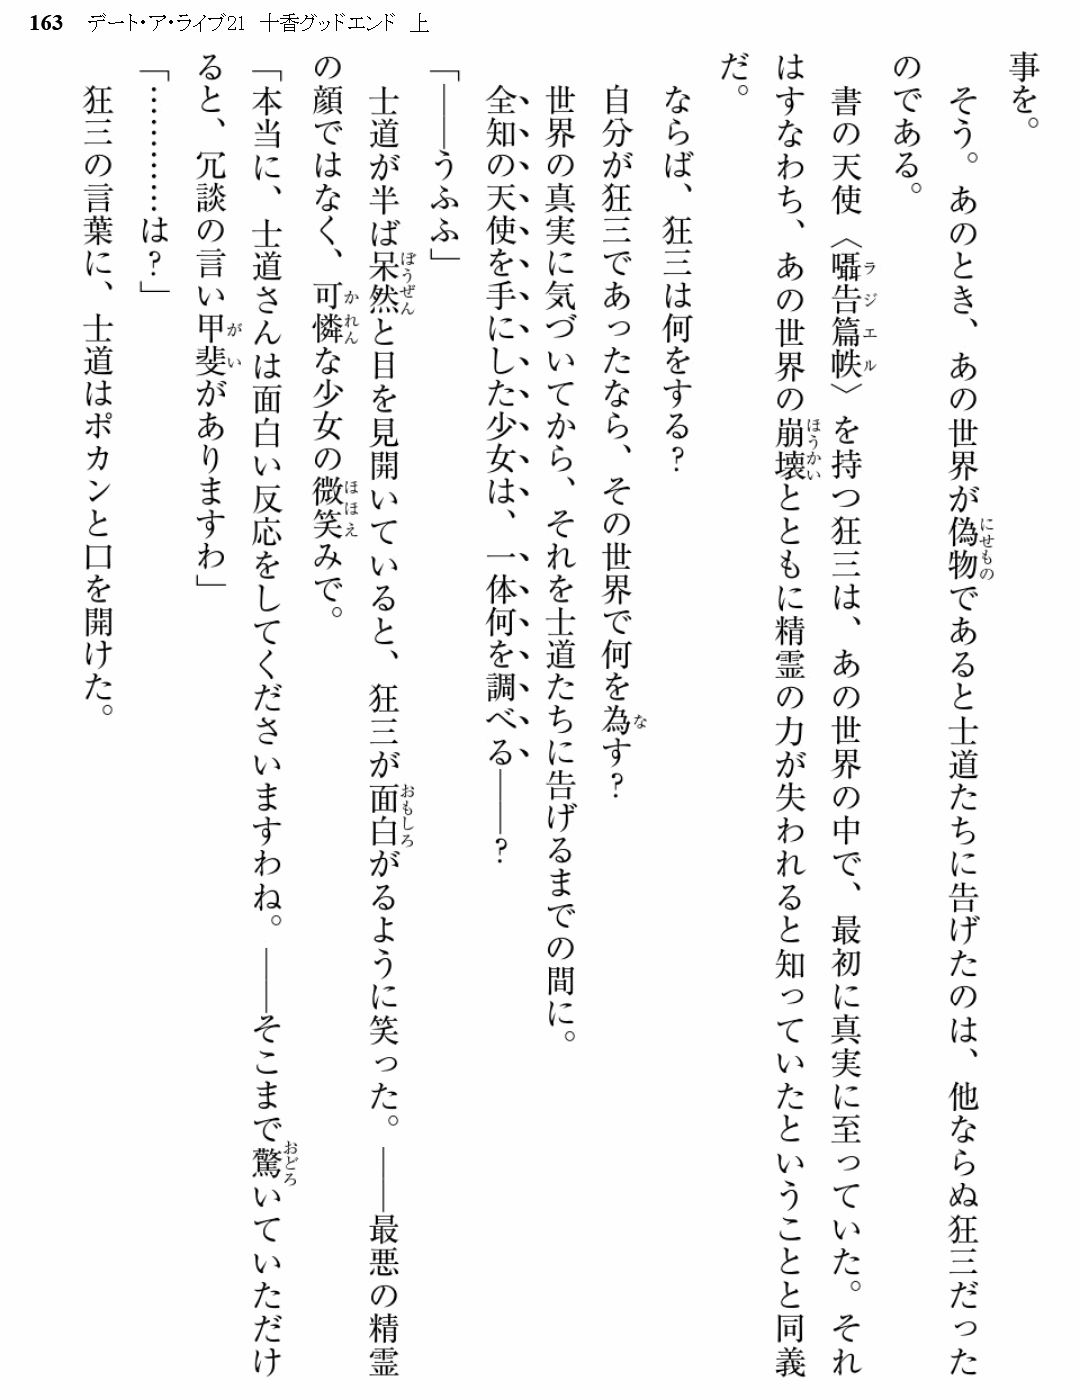 163 デート・ア・ライブ21 十香グッドエンド 上
事を。
そう。あのとき、あの世界が偽物であると士道たちに告げたのは、他ならぬ狂三だった
のである。
書の天使〈囁告篇帙〉を持つ狂三は、あの世界の中で、最初に真実に至っていた。それ
はすなわち、あの世界の崩壊とともに精霊の力が失われると知っていたということと同義
だ。
ならば、狂三は何をする？
自分が狂三であったなら、その世界で何を為す？
世界の真実に気づいてから、それを士道たちに告げるまでの間に。
全知の天使を手にした少女は、一体何を調べる――？
「――うふふ」
士道が半ば呆然と目を見開いていると、狂三が面白がるように笑った。――最悪の精霊
の顔ではなく、可憐な少女の微笑みで。
「本当に、士道さんは面白い反応をしてくださいますわね。――そこまで驚いていただけ
ると、冗談の言い甲斐がありますわ」
「…………は？」
狂三の言葉に、士道はポカンと口を開けた。